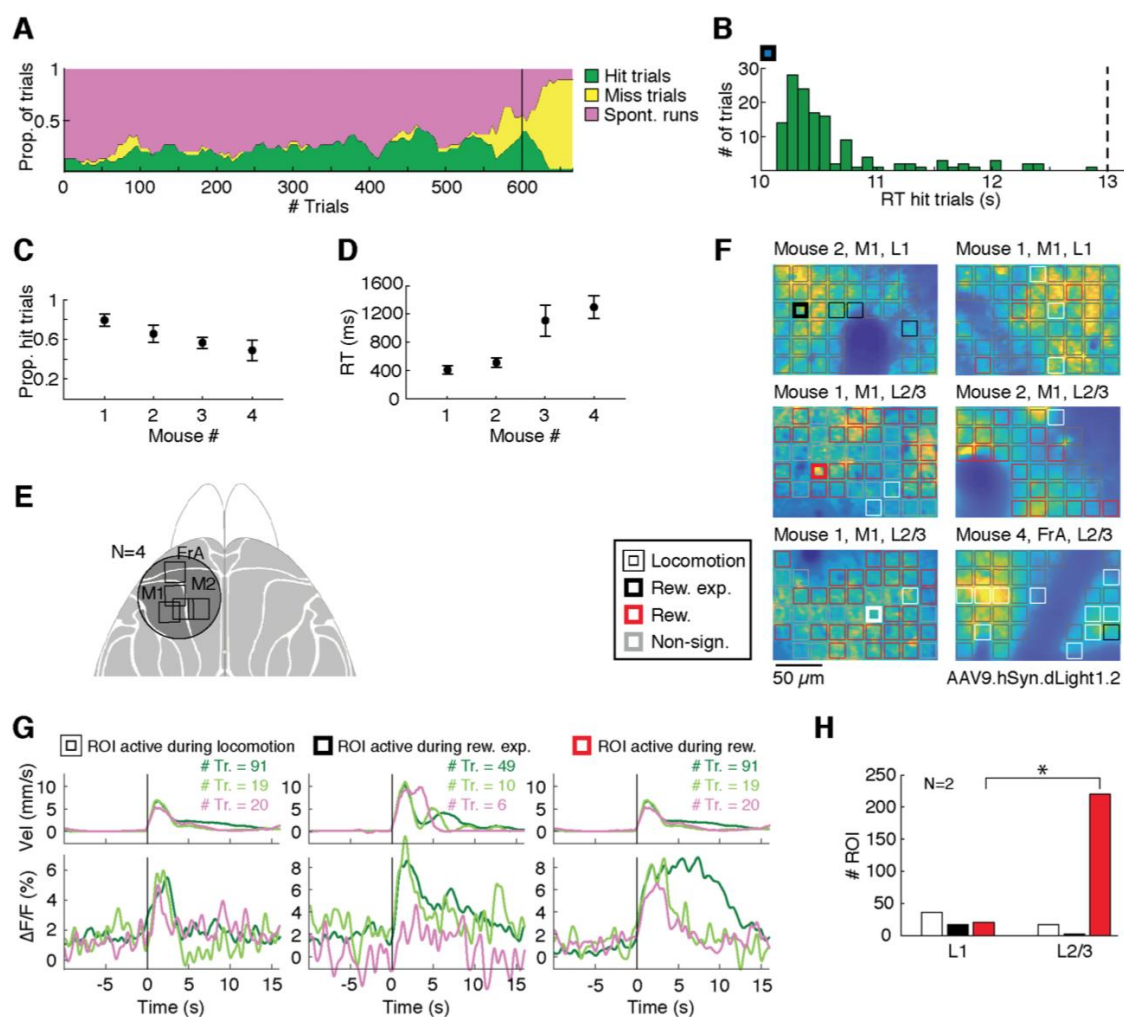 A
Prop. of trials
1
0.5
0 100 200 300 400 500 600
# Trials
Hit trials
Miss trials
Spont. runs
B
# of trials
30
20
10
10 11 12 13
RT hit trials (s)
C
Prop. hit trials
1
0.6
0.2
1 2 3 4
Mouse #
D
RT (ms)
1600
1200
800
400
0
1 2 3 4
Mouse #
E
N=4
FrA
M1
M2
F
Mouse 2, M1, L1
Mouse 1, M1, L1
Mouse 1, M1, L2/3
Mouse 2, M1, L2/3
Mouse 1, M1, L2/3
Mouse 4, FrA, L2/3
Locomotion
Rew. exp.
Rew.
Non-sign.
50 µm
AAV9.hSyn.dLight1.2
G
ROI active during locomotion
ROI active during rew. exp.
ROI active during rew.
Vel (mm/s)
10
5
0
# Tr. = 91
# Tr. = 19
# Tr. = 20
10
5
0
# Tr. = 49
# Tr. = 10
# Tr. = 6
10
5
0
# Tr. = 91
# Tr. = 19
# Tr. = 20
ΔF/F (%)
6
4
2
0
-5 0 5 10 15
Time (s)
8
6
4
2
0
-5 0 5 10 15
Time (s)
8
6
4
2
0
-5 0 5 10 15
Time (s)
H
# ROI
N=2
*
250
200
150
100
50
0
L1 L2/3